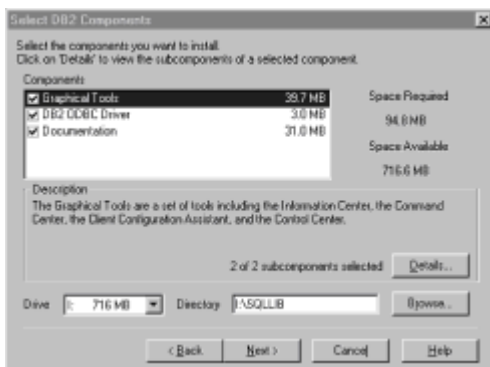 Select DB2 Components
Select the components you want to install.
Click on 'Details' to view the subcomponents of a selected component.
Components
Graphical Tools 39.7 MB
DB2 ODBC Driver 3.0 MB
Documentation 31.0 MB
Space Required
94.8 MB
Space Available
716.6 MB
Description
The Graphical Tools are a set of tools including the Information Center, the Command
Center, the Client Configuration Assistant, and the Control Center.
2 of 2 subcomponents selected
Details...
Drive I: 716 MB Directory I:\SQLLIB Browse...
< Back Next > Cancel Help